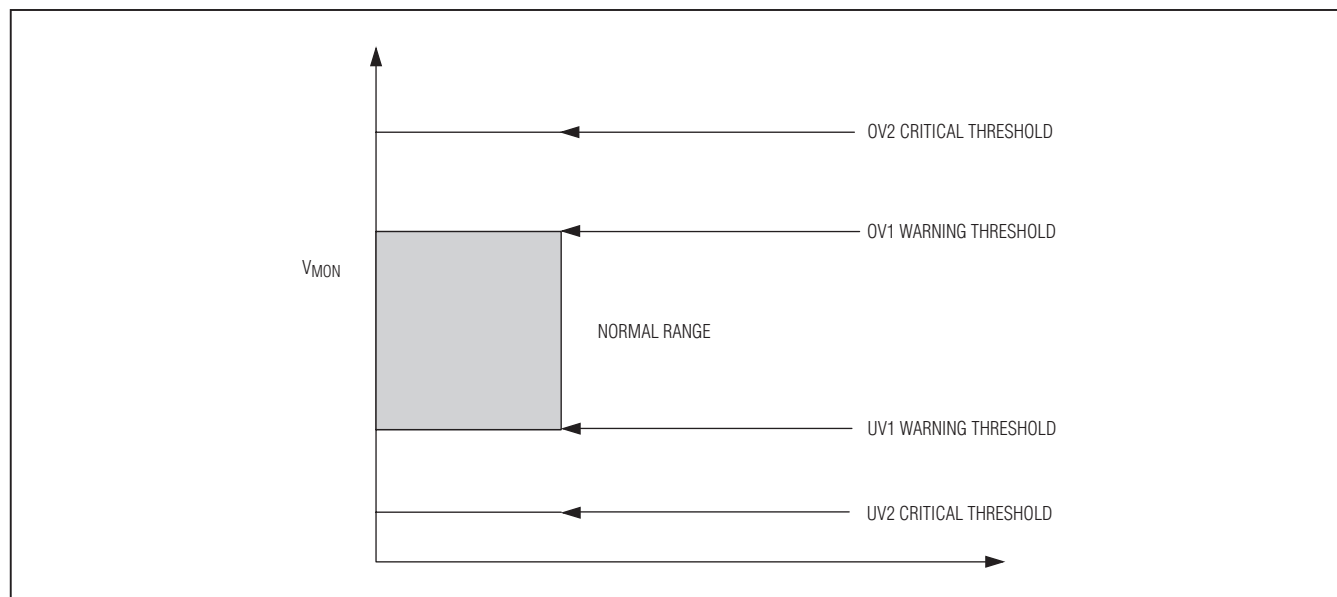 OV2 CRITICAL THRESHOLD
OV1 WARNING THRESHOLD
VMON
NORMAL RANGE
UV1 WARNING THRESHOLD
UV2 CRITICAL THRESHOLD